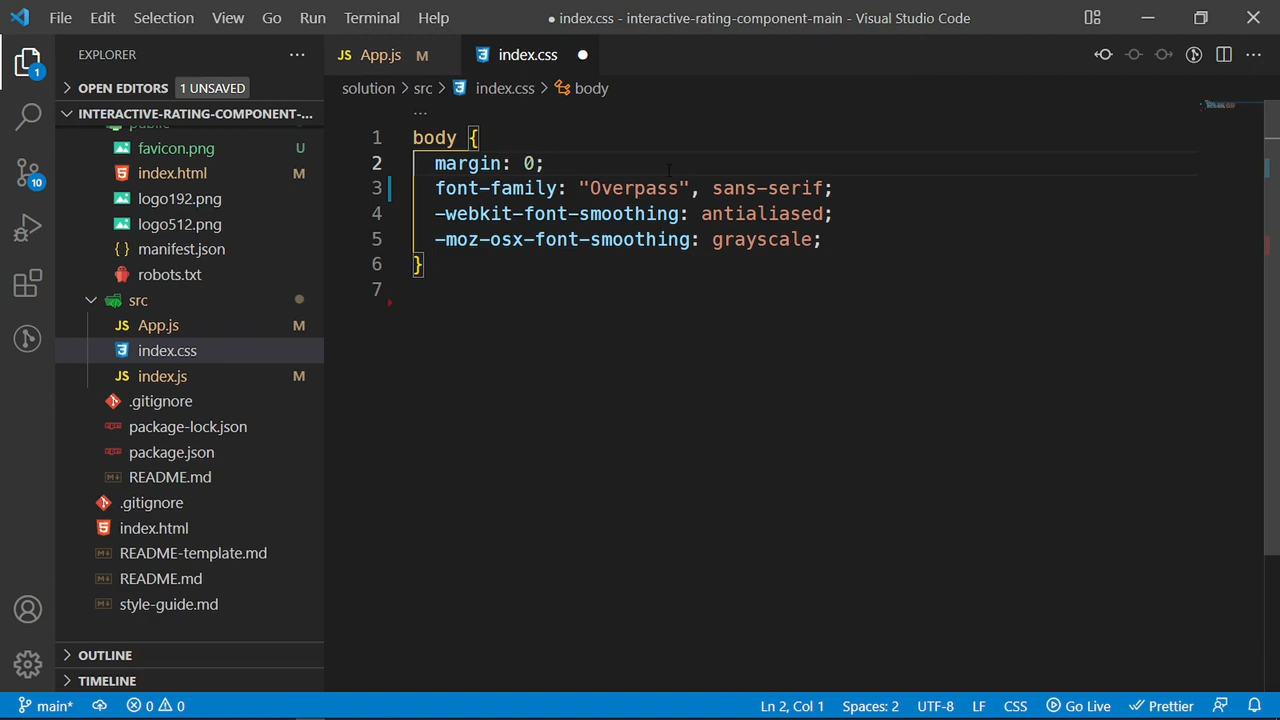 File Edit Selection View Go Run Terminal Help
● index.css - interactive-rating-component-main - Visual Studio Code
EXPLORER ...
JS App.js M
index.css ●
OPEN EDITORS 1 UNSAVED
solution > src > index.css > body
INTERACTIVE-RATING-COMPONENT-...
public
favicon.png U
index.html M
logo192.png
logo512.png
{ } manifest.json
robots.txt
src
JS App.js M
index.css
JS index.js M
.gitignore
package-lock.json
package.json
README.md
.gitignore
index.html
README-template.md
README.md
style-guide.md
OUTLINE
TIMELINE
1
10
...
1 body {
2 margin: 0;
3 font-family: "Overpass", sans-serif;
4 -webkit-font-smoothing: antialiased;
5 -moz-osx-font-smoothing: grayscale;
6 }
7
main* 0 0 Ln 2, Col 1 Spaces: 2 UTF-8 LF CSS Go Live Prettier